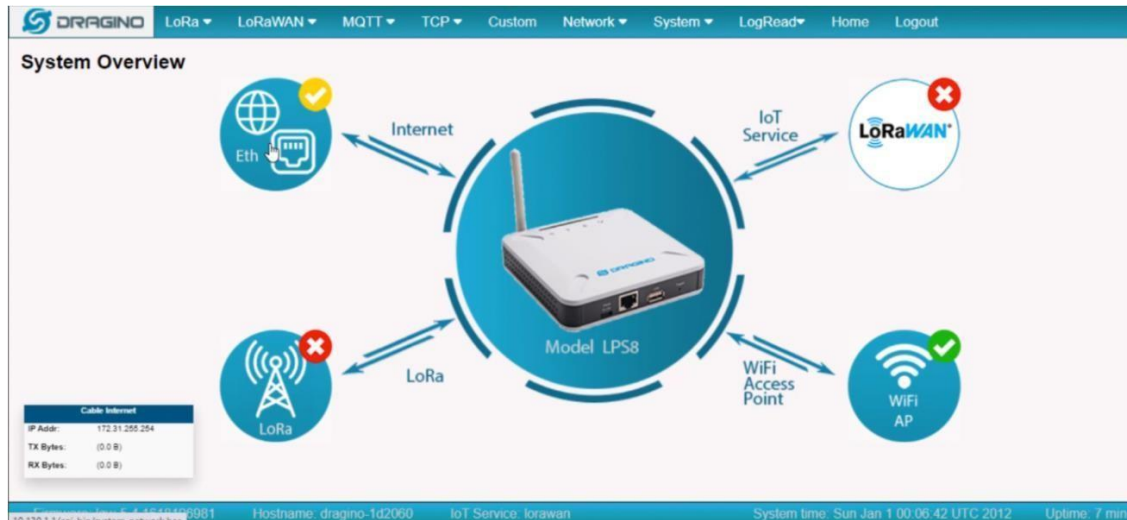 DRAGINO LoRa LoRaWAN MQTT TCP Custom Network System LogRead Home Logout
System Overview
Eth
Internet
IoT
Service
LoRaWAN
DRAGINO
Model LPS8
LoRa
LoRa
WiFi
Access
Point
WiFi
AP
Cable Internet
IP Addr: 172.31.255.254
TX Bytes: (0.0 B)
RX Bytes: (0.0 B)
Hostname: dragino-1d2060 IoT Service: lorawan System time: Sun Jan 1 00:06:42 UTC 2012 Uptime: 7 min